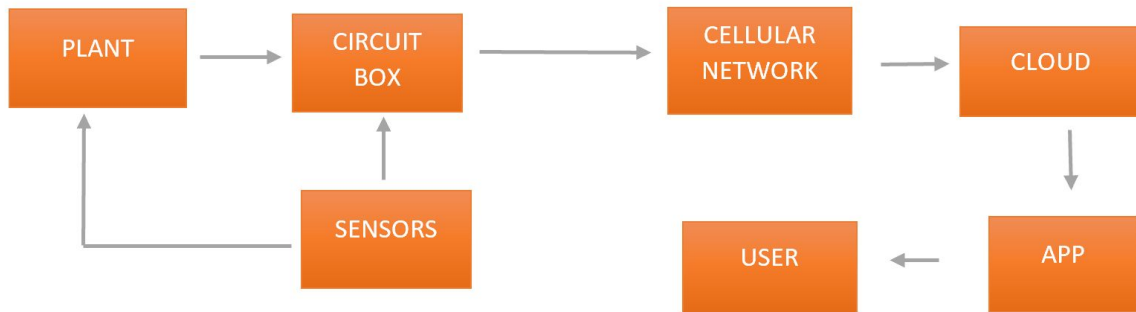 PLANT
CIRCUIT
BOX
CELLULAR
NETWORK
CLOUD
SENSORS
USER
APP